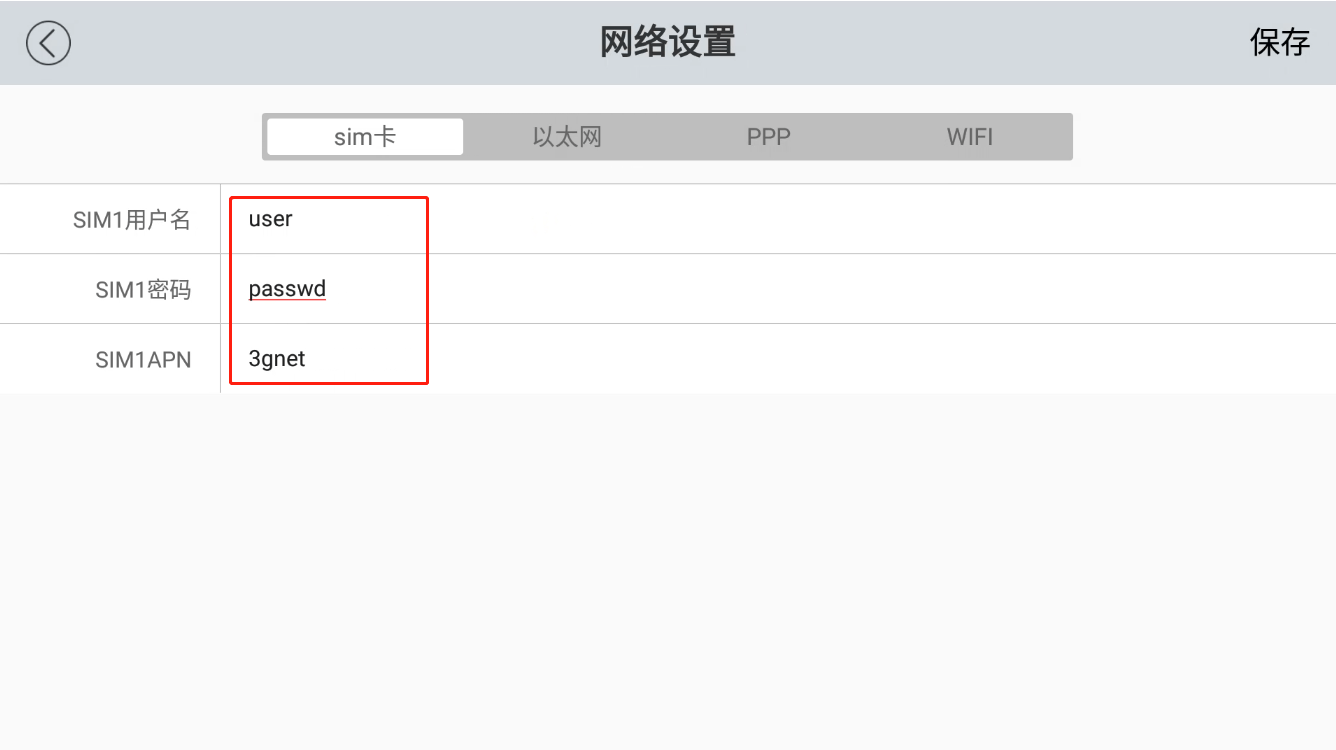 网络设置
保存
sim卡
以太网
PPP
WIFI
SIM1用户名
user
SIM1密码
passwd
SIM1APN
3gnet